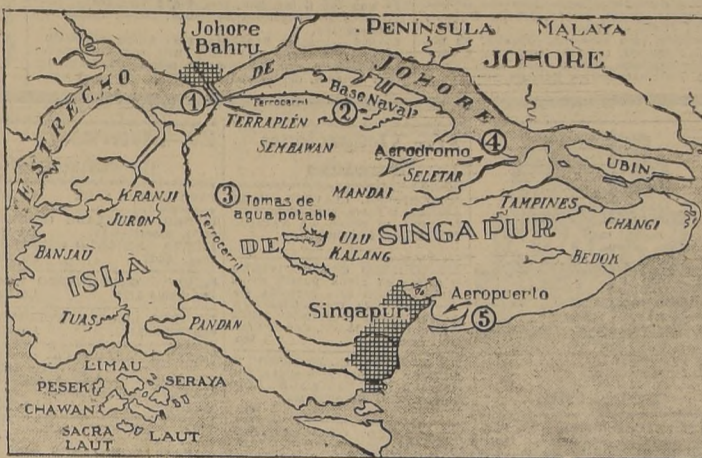 Johore
Bahru
PENINSULA MALAYA
JOHORE
ESTRECHO DE JOHORE
1
Ferrocarril
2
Base Naval
TERRAPLÉN
SEMBAWAN
4
Aerodromo
SELETAR
UBIN
KRANJI
JURON
3
Tomas de
agua potable
MANDAI
TAMPINES
CHANGI
Ferrocarril
ISLA DE SINGAPUR
ULU
KALANG
BANJAU
BEDOK
TUAS
PANDAN
Singapur
Aeropuerto
5
LIMAU
PESEK
SERAYA
CHAWAN
SACRA
LAUT
LAUT